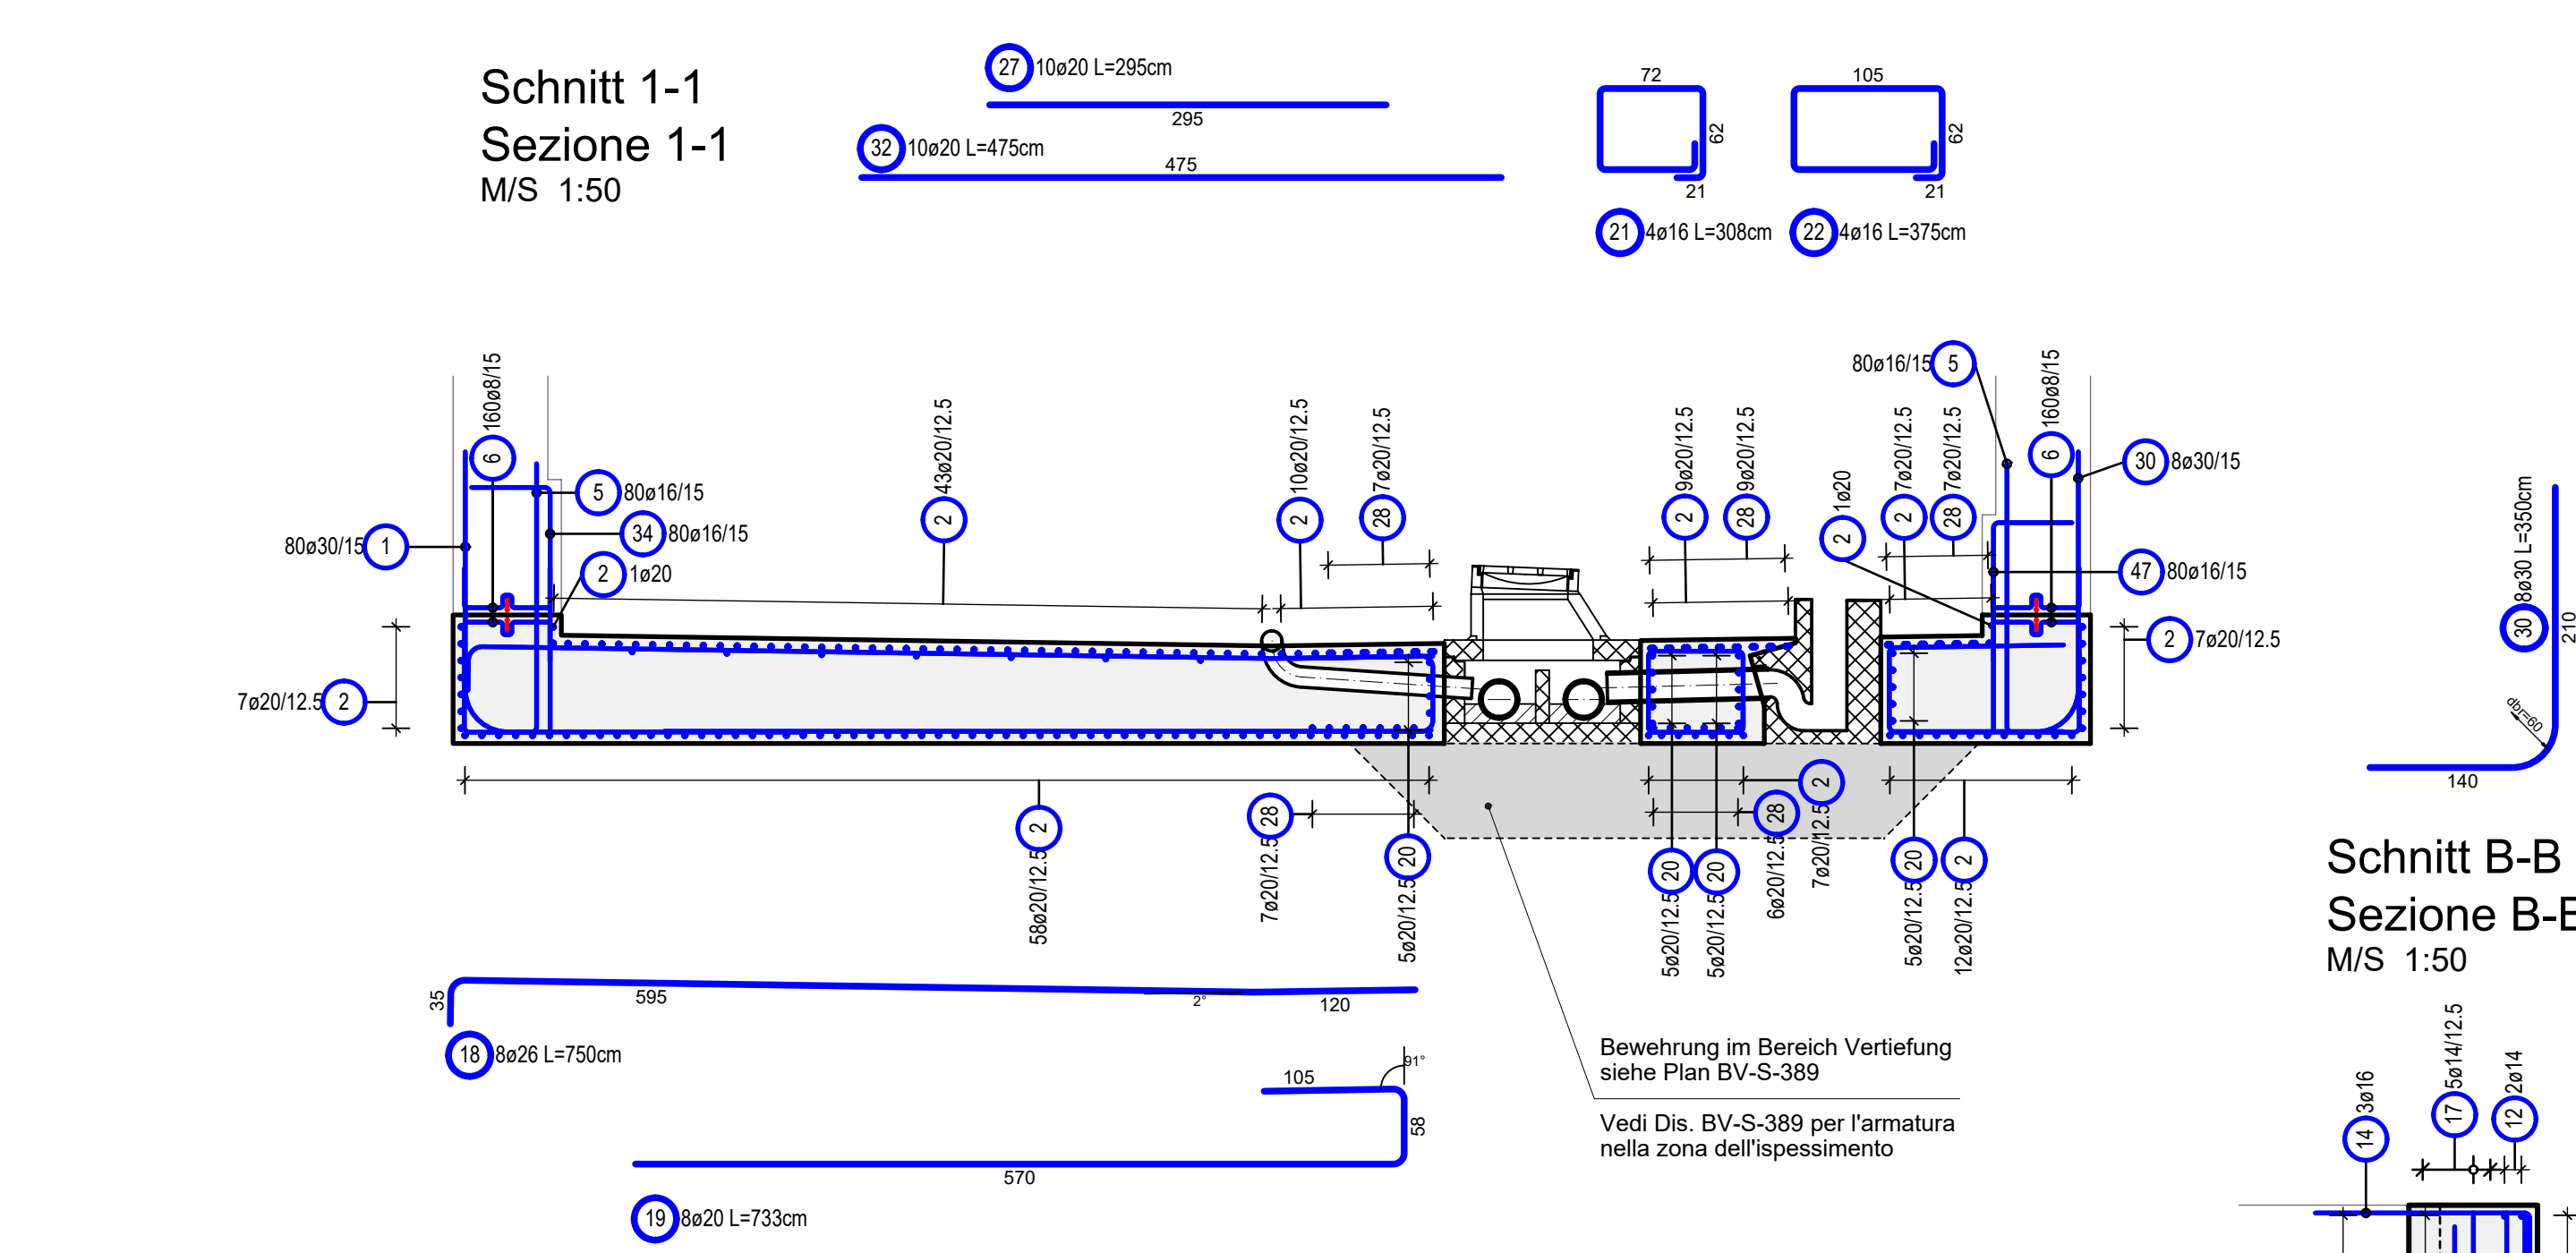 Schnitt 1-1
Sezione 1-1
M/S 1:50
27 10ø20 L=295cm
295
32 10ø20 L=475cm
475
72
62
21
21 4ø16 L=308cm
105
62
21
22 4ø16 L=375cm
6 160ø8/15
5 80ø16/15
34 80ø16/15
80ø30/15 1
2 1ø20
7ø20/12.5 2
2 43ø20/12.5
2 10ø20/12.5
28 7ø20/12.5
2 9ø20/12.5
28 9ø20/12.5
2 1ø20
2 7ø20/12.5
28 7ø20/12.5
80ø16/15 5
6 160ø8/15
30 8ø30/15
47 80ø16/15
2 7ø20/12.5
58ø20/12.5 2
7ø20/12.5 28
5ø20/12.5 20
5ø20/12.5 20
5ø20/12.5 20
6ø20/12.5 28
7ø20/12.5 2
5ø20/12.5 20
12ø20/12.5 2
30 8ø30 L=350cm
210
dbr=60
140
35
595
2°
120
18 8ø26 L=750cm
105
91°
58
570
19 8ø20 L=733cm
Bewehrung im Bereich Vertiefung
siehe Plan BV-S-389
Vedi Dis. BV-S-389 per l'armatura
nella zona dell'ispessimento
Schnitt B-B
Sezione B-B
M/S 1:50
14 3ø16
17 5ø14/12.5
12 2ø14